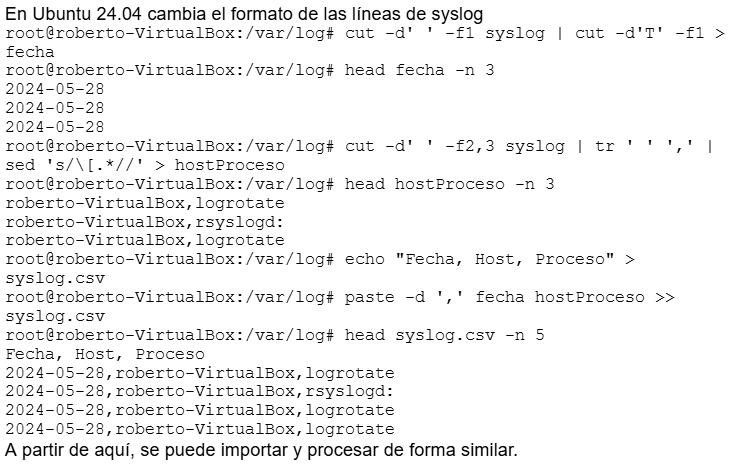 En Ubuntu 24.04 cambia el formato de las líneas de syslog
root@roberto-VirtualBox:/var/log# cut -d' ' -f1 syslog | cut -d'T' -f1 >
fecha
root@roberto-VirtualBox:/var/log# head fecha -n 3
2024-05-28
2024-05-28
2024-05-28
root@roberto-VirtualBox:/var/log# cut -d' ' -f2,3 syslog | tr ' ' ',' |
sed 's/\[.*//' > hostProceso
root@roberto-VirtualBox:/var/log# head hostProceso -n 3
roberto-VirtualBox,logrotate
roberto-VirtualBox,rsyslogd:
roberto-VirtualBox,logrotate
root@roberto-VirtualBox:/var/log# echo "Fecha, Host, Proceso" >
syslog.csv
root@roberto-VirtualBox:/var/log# paste -d ',' fecha hostProceso >>
syslog.csv
root@roberto-VirtualBox:/var/log# head syslog.csv -n 5
Fecha, Host, Proceso
2024-05-28,roberto-VirtualBox,logrotate
2024-05-28,roberto-VirtualBox,rsyslogd:
2024-05-28,roberto-VirtualBox,logrotate
2024-05-28,roberto-VirtualBox,logrotate
A partir de aquí, se puede importar y procesar de forma similar.